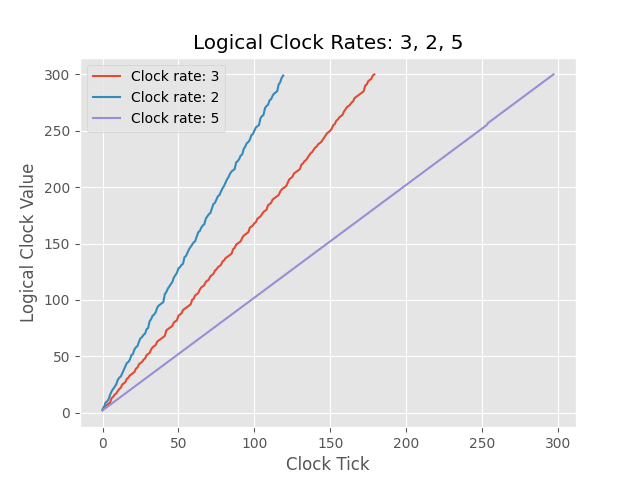 Logical Clock Rates: 3, 2, 5
Clock rate: 3
Clock rate: 2
Clock rate: 5
300
250
200
150
100
50
0
Logical Clock Value
0 50 100 150 200 250 300
Clock Tick